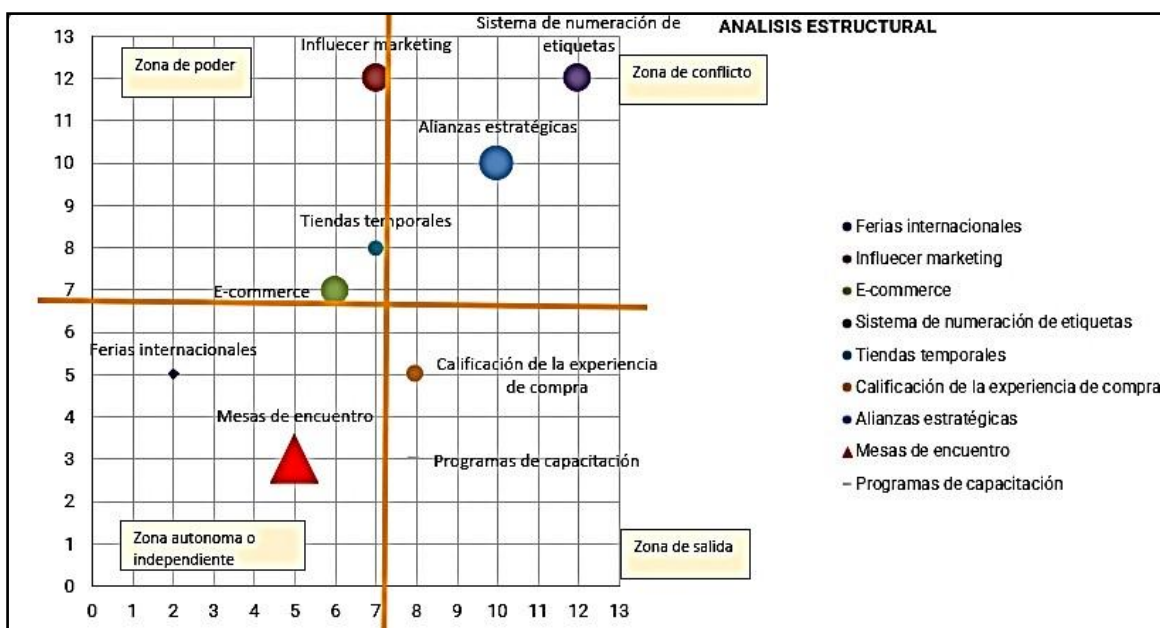 ANALISIS ESTRUCTURAL
Sistema de numeración de
etiquetas
Influecer marketing
Zona de poder
Zona de conflicto
Alianzas estratégicas
Tiendas temporales
E-commerce
Ferias internacionales
Calificación de la experiencia
de compra
Mesas de encuentro
Programas de capacitación
Zona autonoma o
independiente
Zona de salida
13
12
11
10
9
8
7
6
5
4
3
2
1
0
0 1 2 3 4 5 6 7 8 9 10 11 12 13
Ferias internacionales
Influecer marketing
E-commerce
Sistema de numeración de etiquetas
Tiendas temporales
Calificación de la experiencia de compra
Alianzas estratégicas
Mesas de encuentro
Programas de capacitación